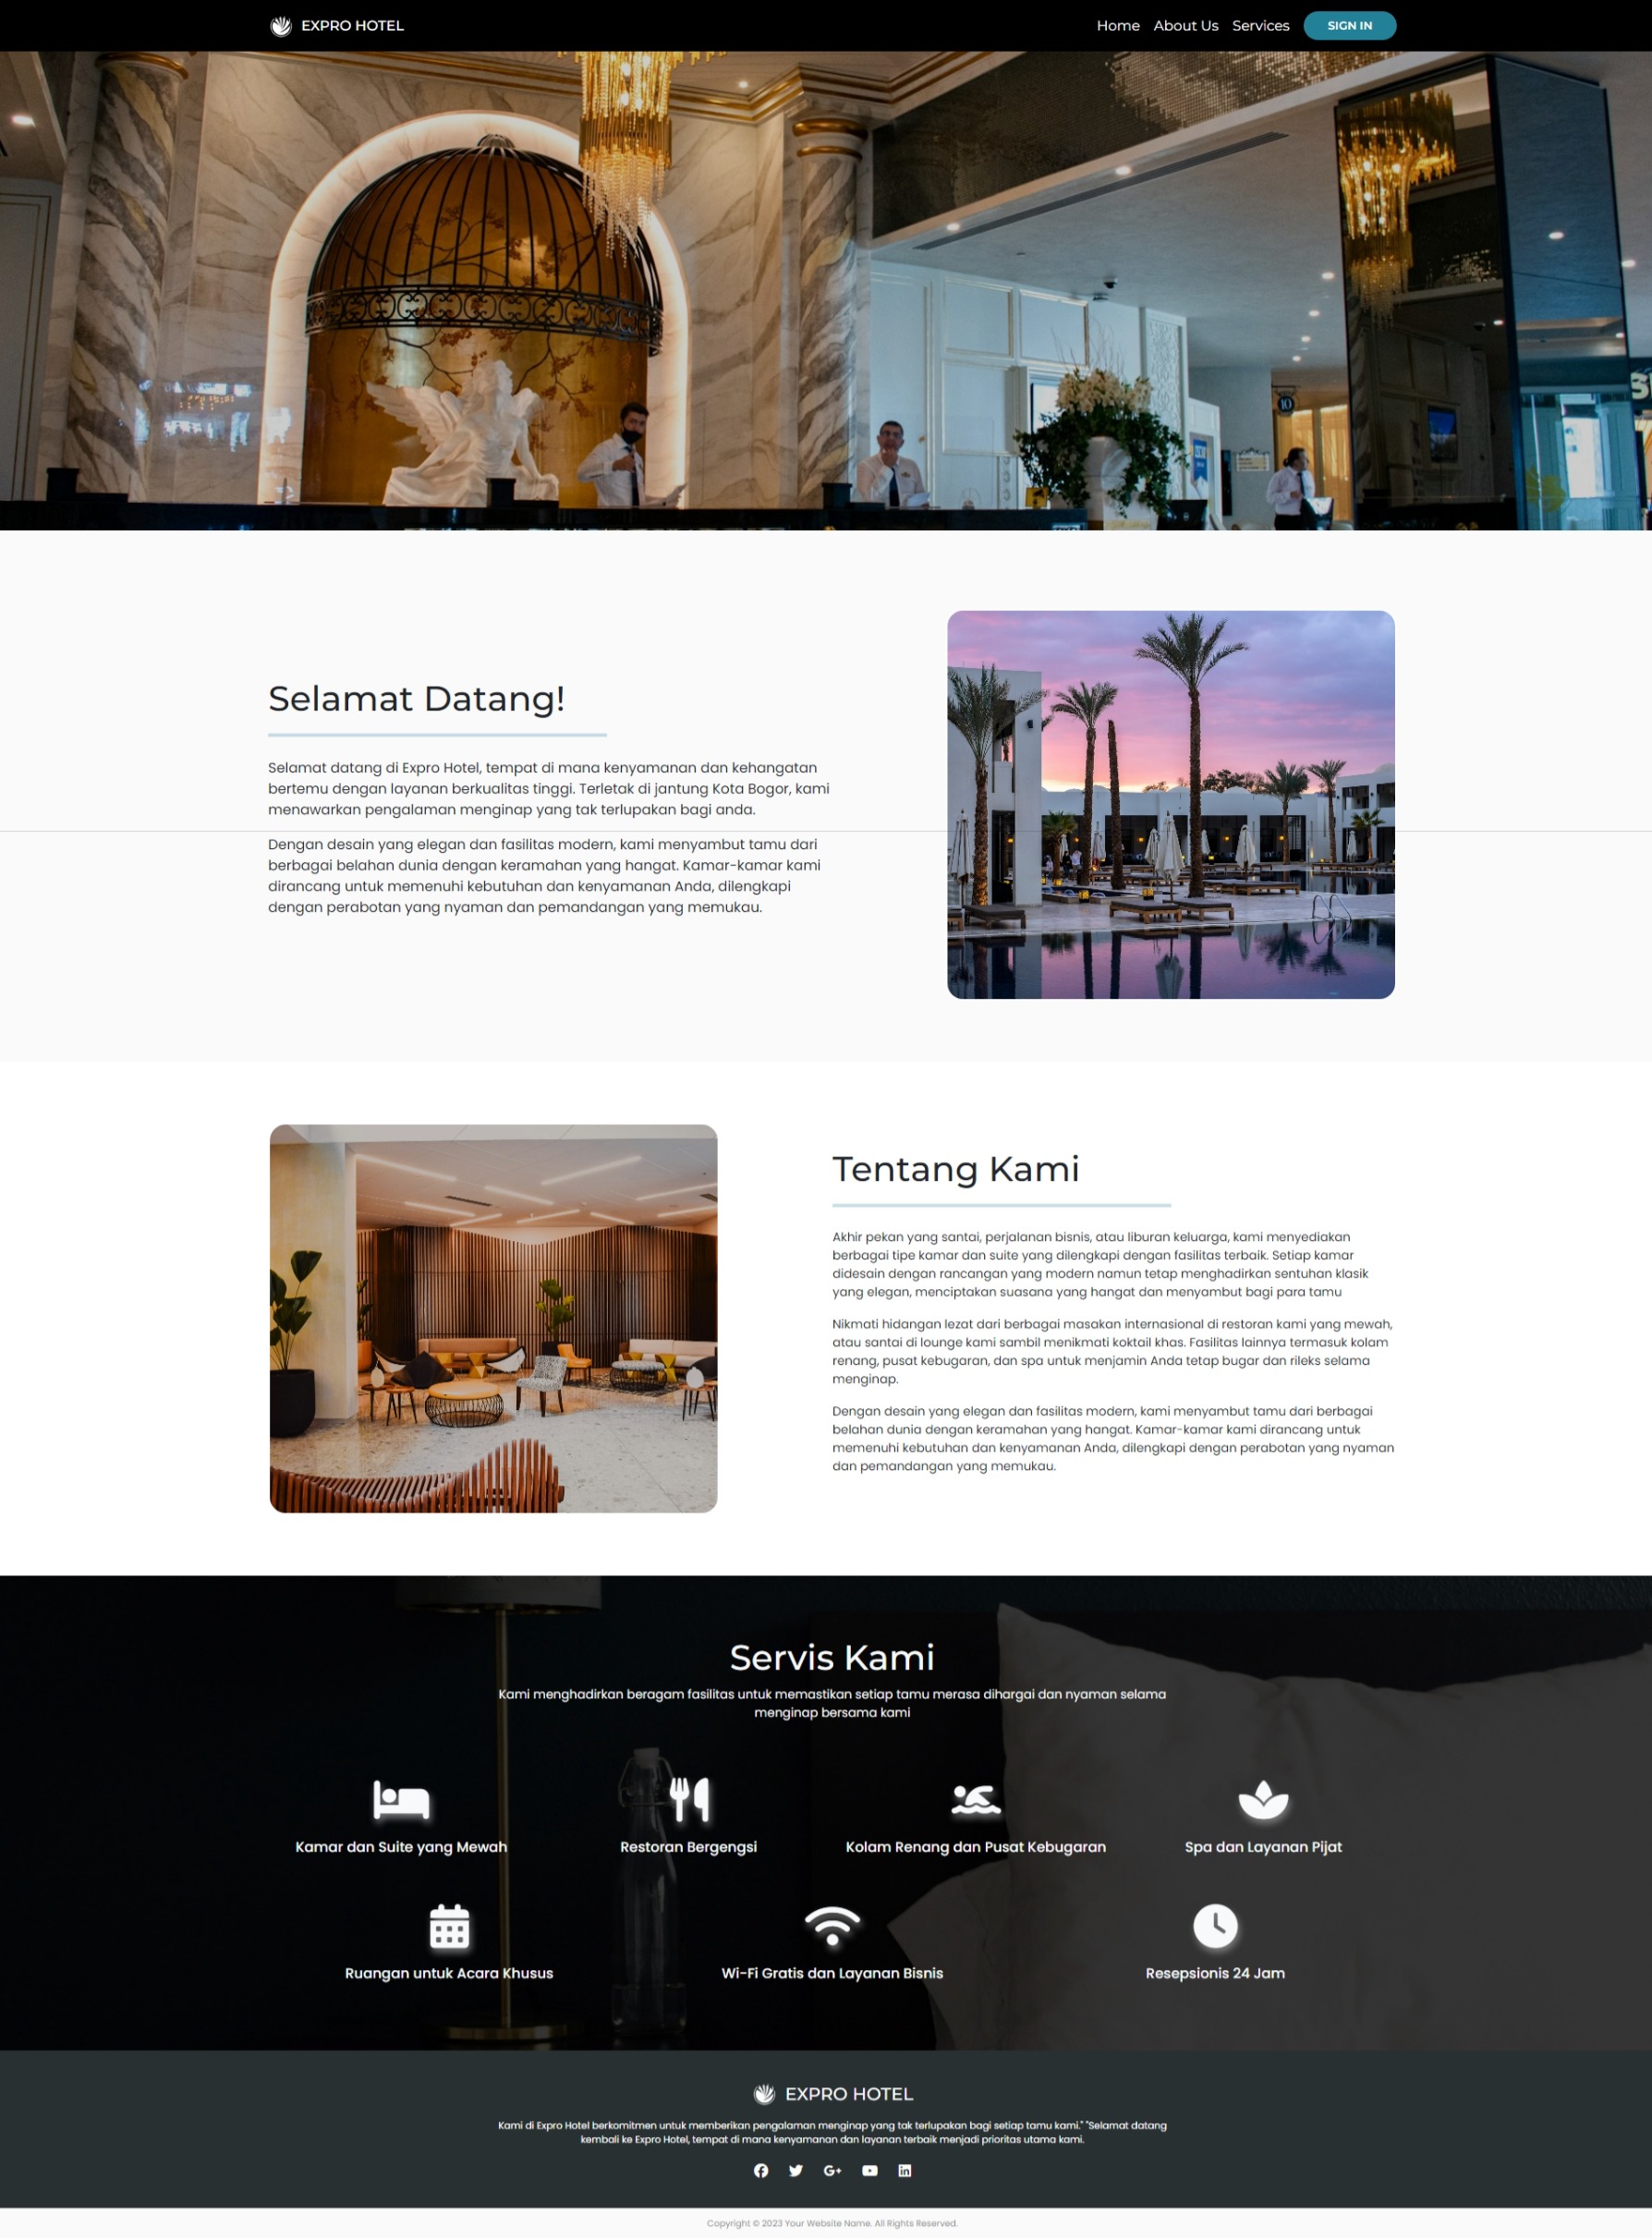 EXPRO HOTEL
Home About Us Services SIGN IN
10
Selamat Datang!
Selamat datang di Expro Hotel, tempat di mana kenyamanan dan kehangatan
bertemu dengan layanan berkualitas tinggi. Terletak di jantung Kota Bogor, kami
menawarkan pengalaman menginap yang tak terlupakan bagi anda.
Dengan desain yang elegan dan fasilitas modern, kami menyambut tamu dari
berbagai belahan dunia dengan keramahan yang hangat. Kamar-kamar kami
dirancang untuk memenuhi kebutuhan dan kenyamanan Anda, dilengkapi
dengan perabotan yang nyaman dan pemandangan yang memukau.
Tentang Kami
Akhir pekan yang santai, perjalanan bisnis, atau liburan keluarga, kami menyediakan
berbagai tipe kamar dan suite yang dilengkapi dengan fasilitas terbaik. Setiap kamar
didesain dengan rancangan yang modern namun tetap menghadirkan sentuhan klasik
yang elegan, menciptakan suasana yang hangat dan menyambut bagi para tamu
Nikmati hidangan lezat dari berbagai masakan internasional di restoran kami yang mewah,
atau santai di lounge kami sambil menikmati koktail khas. Fasilitas lainnya termasuk kolam
renang, pusat kebugaran, dan spa untuk menjamin Anda tetap bugar dan rileks selama
menginap.
Dengan desain yang elegan dan fasilitas modern, kami menyambut tamu dari berbagai
belahan dunia dengan keramahan yang hangat. Kamar-kamar kami dirancang untuk
memenuhi kebutuhan dan kenyamanan Anda, dilengkapi dengan perabotan yang nyaman
dan pemandangan yang memukau.
Servis Kami
Kami menghadirkan beragam fasilitas untuk memastikan setiap tamu merasa dihargai dan nyaman selama
menginap bersama kami
Kamar dan Suite yang Mewah
Restoran Bergengsi
Kolam Renang dan Pusat Kebugaran
Spa dan Layanan Pijat
Ruangan untuk Acara Khusus
Wi-Fi Gratis dan Layanan Bisnis
Resepsionis 24 Jam
EXPRO HOTEL
Kami di Expro Hotel berkomitmen untuk memberikan pengalaman menginap yang tak terlupakan bagi setiap tamu kami." "Selamat datang
kembali ke Expro Hotel, tempat di mana kenyamanan dan layanan terbaik menjadi prioritas utama kami.
Copyright © 2023 Your Website Name. All Rights Reserved.